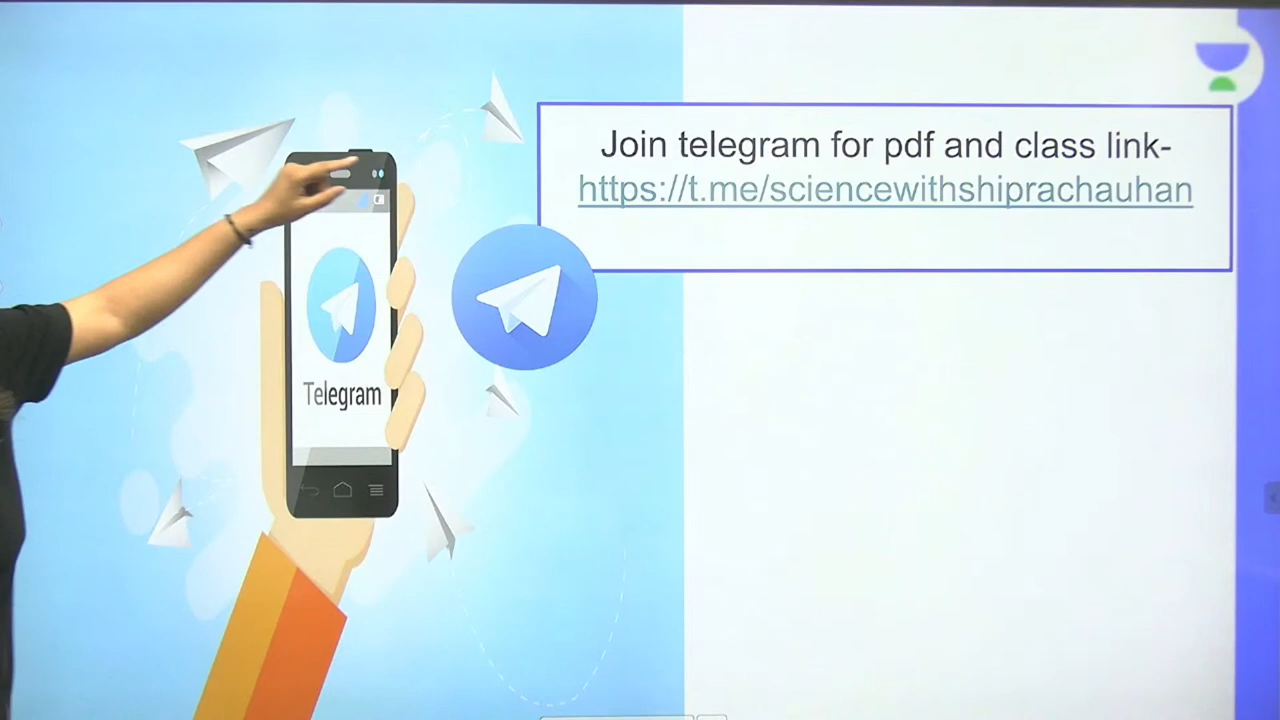 Join telegram for pdf and class link-
https://t.me/sciencewithshiprachauhan
Telegram